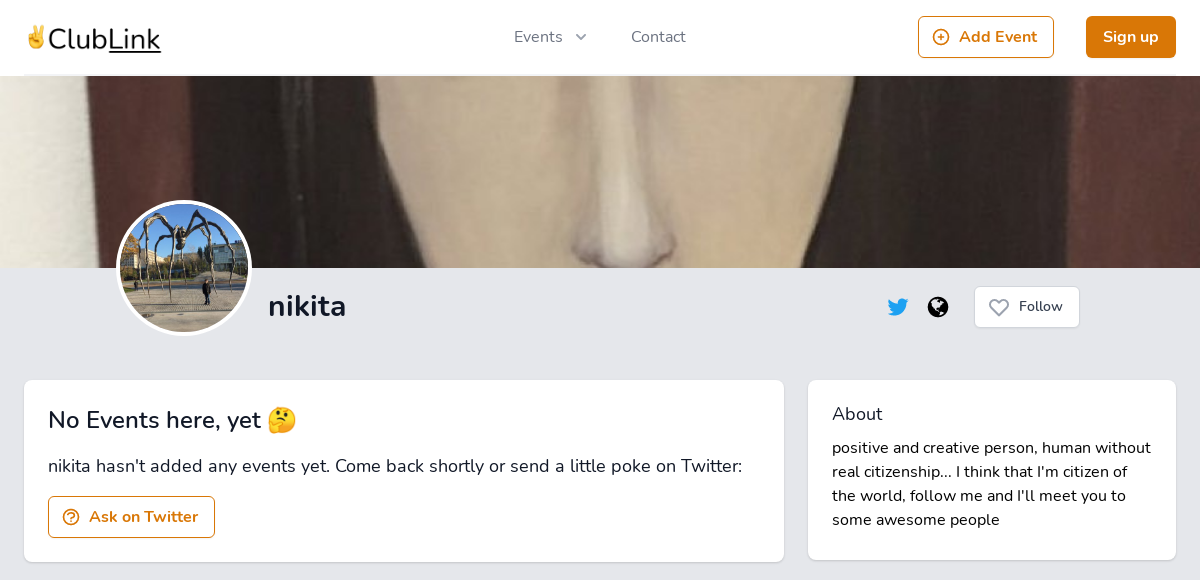 ✌️ClubLink
Events
Contact
Add Event
Sign up
nikita
Follow
No Events here, yet 🤔
nikita hasn't added any events yet. Come back shortly or send a little poke on Twitter:
Ask on Twitter
About
positive and creative person, human without
real citizenship... I think that I'm citizen of
the world, follow me and I'll meet you to
some awesome people